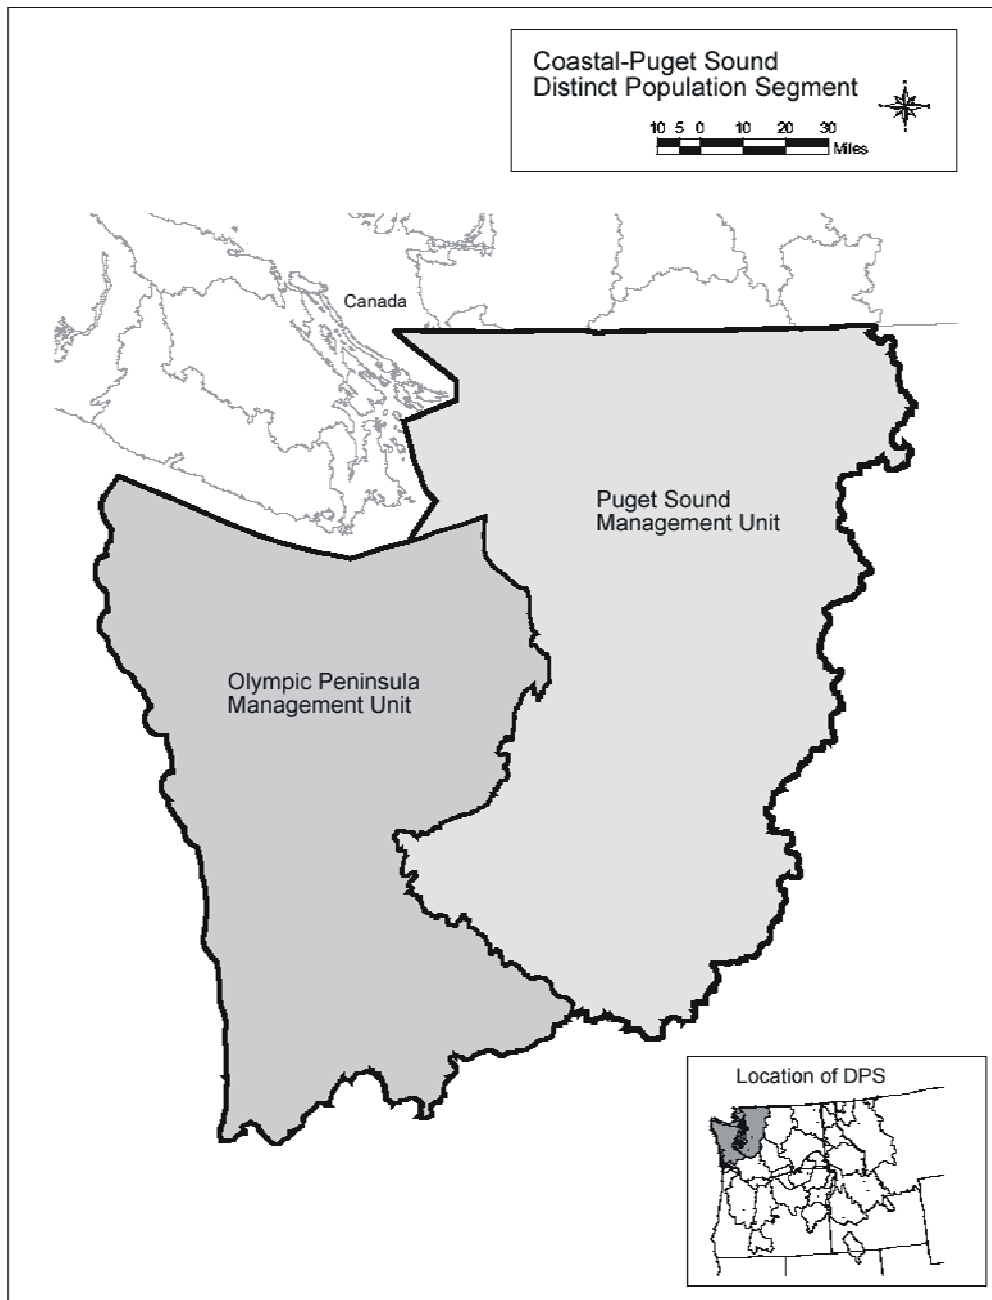 Coastal-Puget Sound
Distinct Population Segment
10 5 0 10 20 30
Miles
Canada
Puget Sound
Management Unit
Olympic Peninsula
Management Unit
Location of DPS